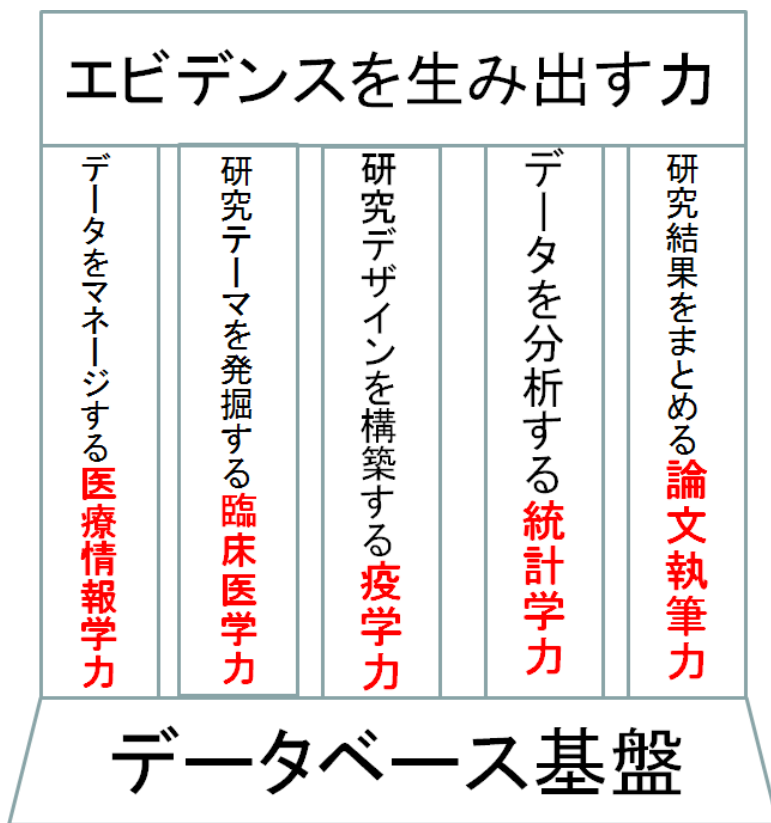 エビデンスを生み出す力
データをマネージする医療情報学力
研究テーマを発掘する臨床医学力
研究デザインを構築する疫学力
データを分析する統計学力
研究結果をまとめる論文執筆力
データベース基盤